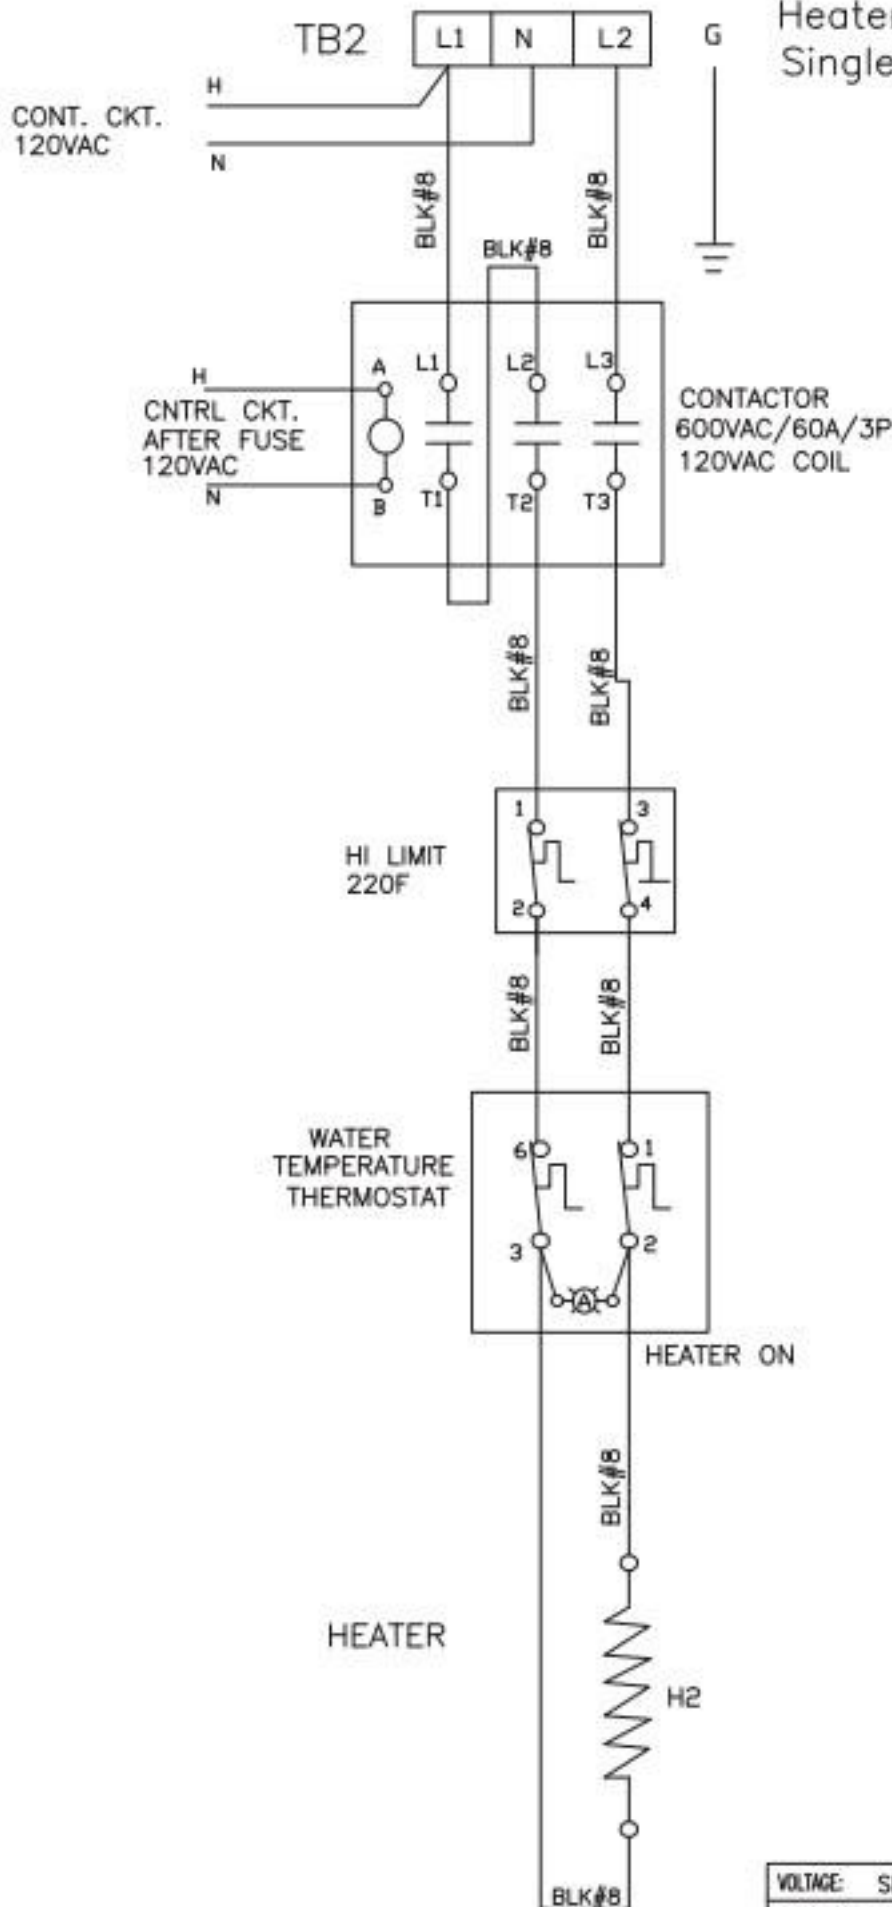 TB2
L1 N L2
G
Heater
Single
H
CONT. CKT.
120VAC
N
BLK#8
BLK#8
BLK#8
H
CNTRL CKT.
AFTER FUSE
120VAC
N
A
B
L1
L2
L3
T1
T2
T3
CONTACTOR
600VAC/60A/3P
120VAC COIL
BLK#8
BLK#8
HI LIMIT
220F
1
3
2
4
BLK#8
BLK#8
WATER
TEMPERATURE
THERMOSTAT
6
1
3
2
A
HEATER ON
BLK#8
HEATER
H2
BLK#8
VOLTAGE: